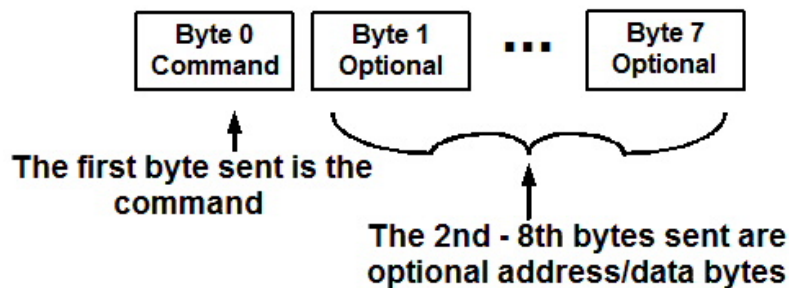 Byte 0
Command
Byte 1
Optional
...
Byte 7
Optional
The first byte sent is the
command
The 2nd - 8th bytes sent are
optional address/data bytes